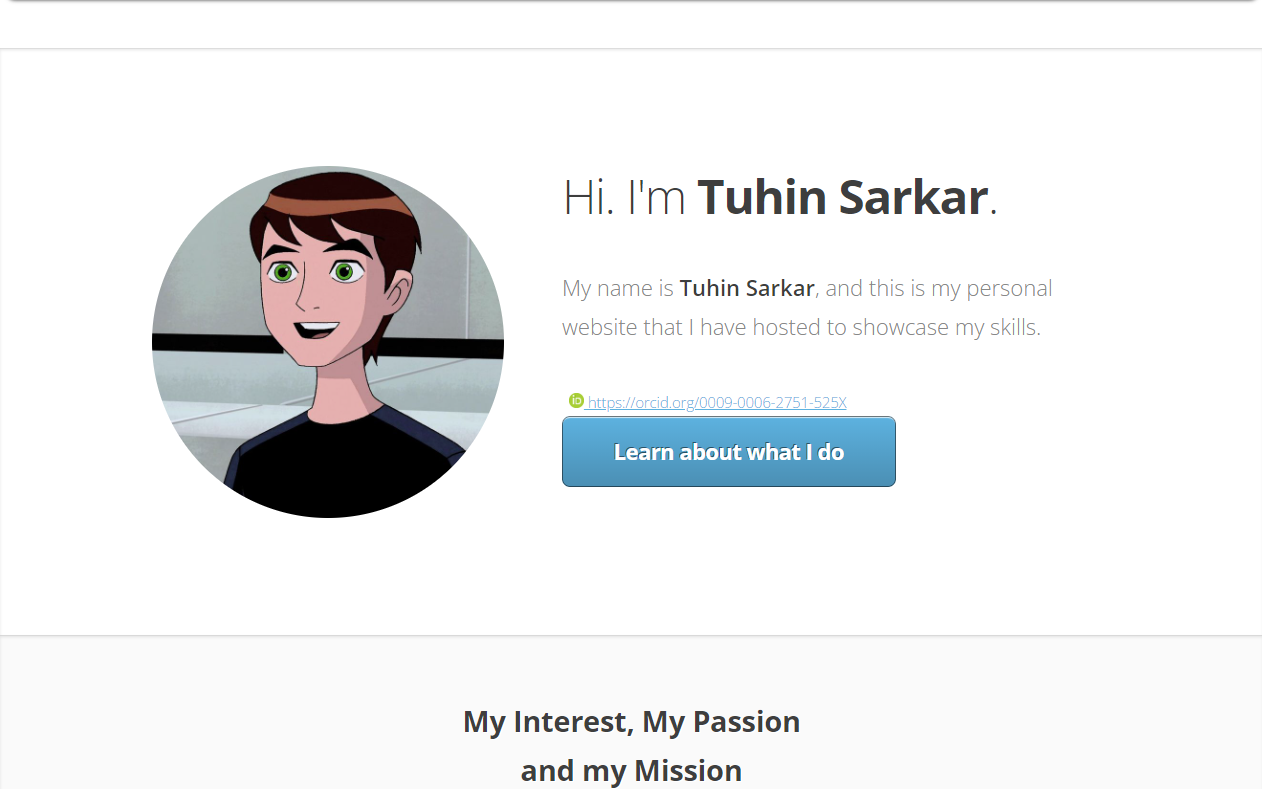 Hi. I'm Tuhin Sarkar.
My name is Tuhin Sarkar, and this is my personal
website that I have hosted to showcase my skills.
iD https://orcid.org/0009-0006-2751-525X
Learn about what I do
My Interest, My Passion
and my Mission